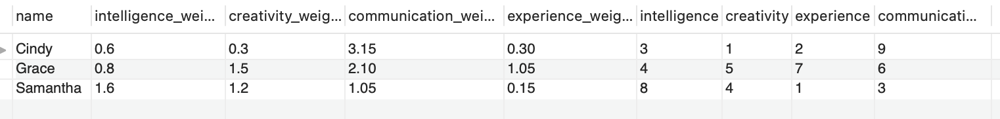 name intelligence_wei... creativity_weig... communication_wei... experience_weig... intelligence creativity experience communicati...
Cindy 0.6 0.3 3.15 0.30 3 1 2 9
Grace 0.8 1.5 2.10 1.05 4 5 7 6
Samantha 1.6 1.2 1.05 0.15 8 4 1 3